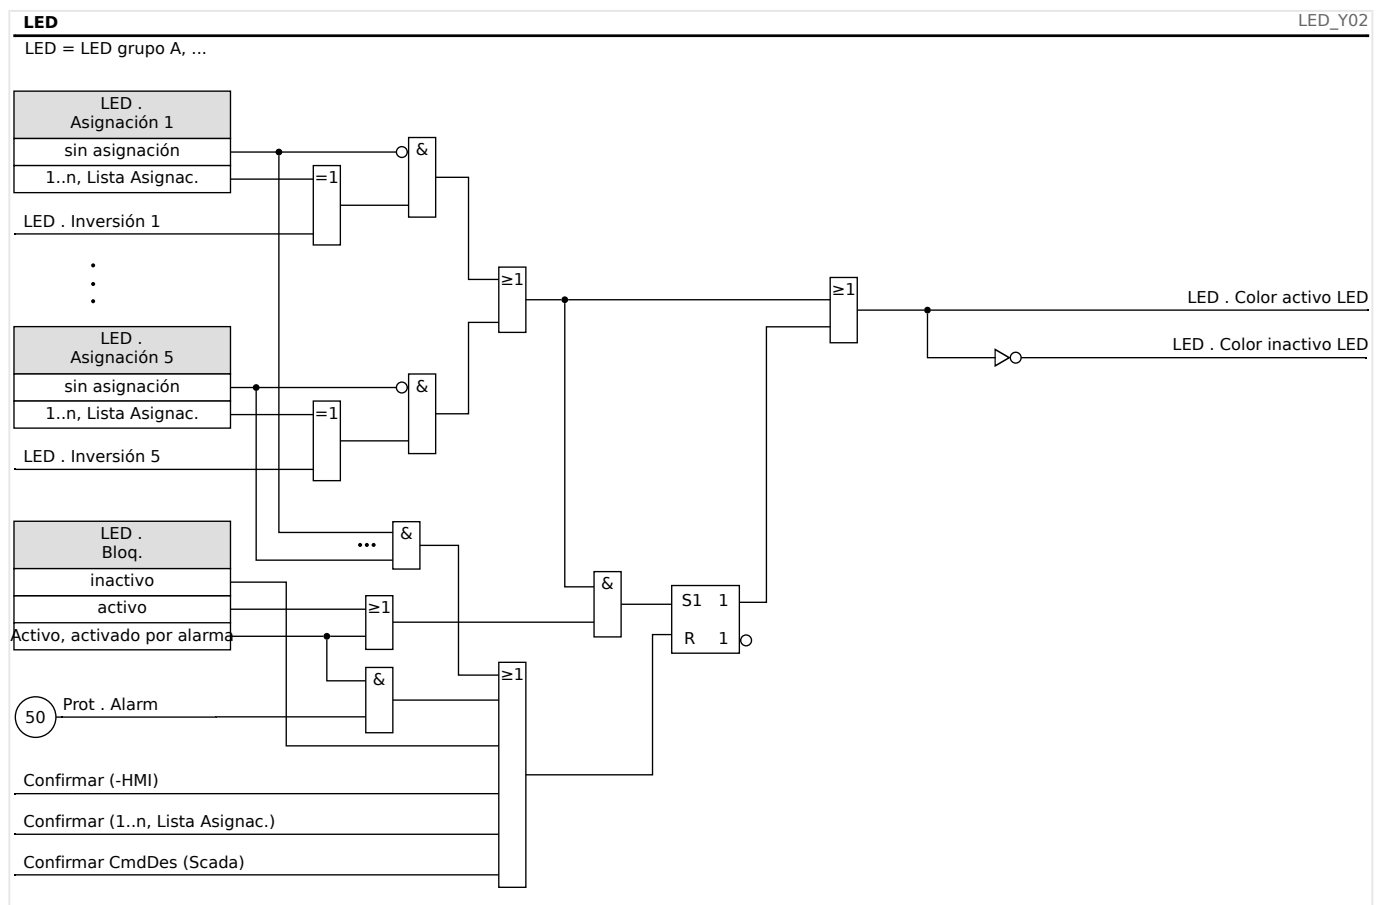 LED
LED_Y02
LED = LED grupo A, ...
LED .
Asignación 1
sin asignación
1..n, Lista Asignac.
LED . Inversión 1
=1
&
≥1
≥1
LED . Color activo LED
LED . Color inactivo LED
LED .
Asignación 5
sin asignación
1..n, Lista Asignac.
LED . Inversión 5
=1
&
LED .
Bloq.
inactivo
activo
Activo, activado por alarma
&
≥1
&
&
S1 1
R 1
≥1
50
Prot . Alarm
Confirmar (-HMI)
Confirmar (1..n, Lista Asignac.)
Confirmar CmdDes (Scada)